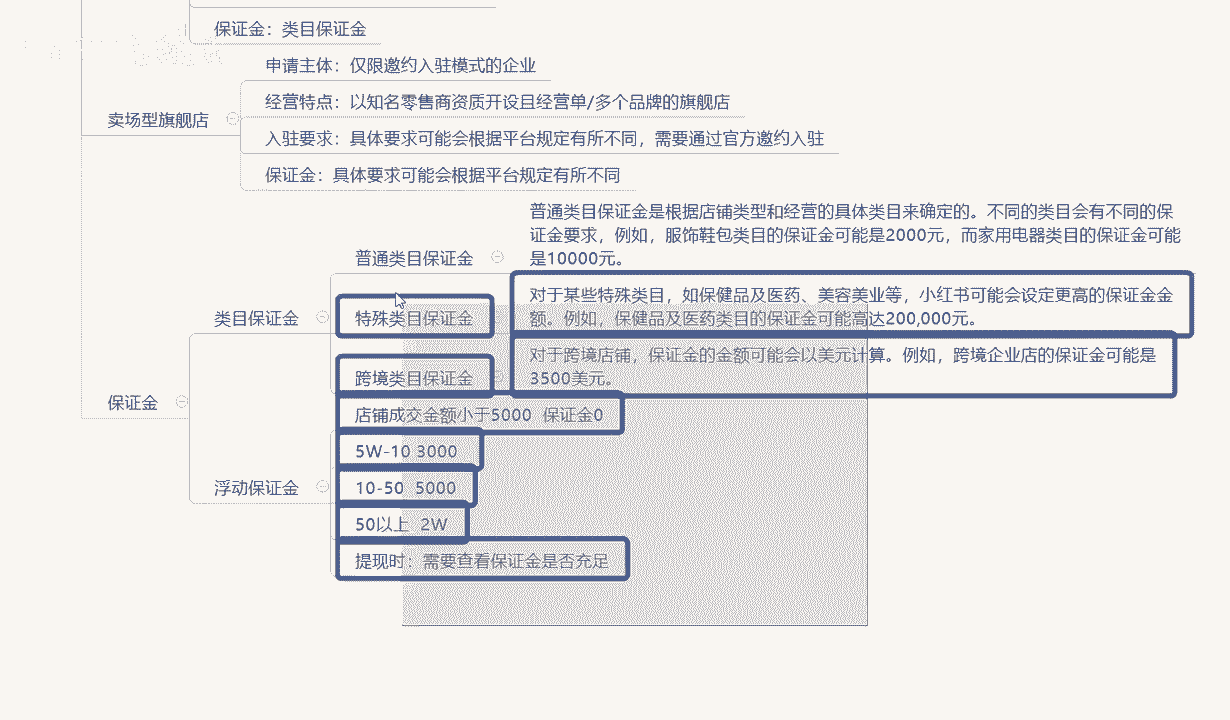 保证金：类目保证金
申请主体：仅限邀约入驻模式的企业
经营特点：以知名零售商资质开设且经营单/多个品牌的旗舰店
卖场型旗舰店
入驻要求：具体要求可能会根据平台规定有所不同，需要通过官方邀约入驻
保证金：具体要求可能会根据平台规定有所不同
普通类目保证金是根据店铺类型和经营的具体类目来确定的。不同的类目会有不同的保
证金要求，例如，服饰鞋包类目的保证金可能是2000元，而家用电器类目的保证金可能
是10000元。
普通类目保证金
对于某些特殊类目，如保健品及医药、美容美业等，小红书可能会设定更高的保证金金
额。例如，保健品及医药类目的保证金可能高达200,000元。
类目保证金
特殊类目保证金
对于跨境店铺，保证金的金额可能会以美元计算。例如，跨境企业店的保证金可能是
3500美元。
跨境类目保证金
保证金
店铺成交金额小于5000  保证金0
5W-10 3000
浮动保证金
10-50  5000
50以上  2W
提现时：需要查看保证金是否充足